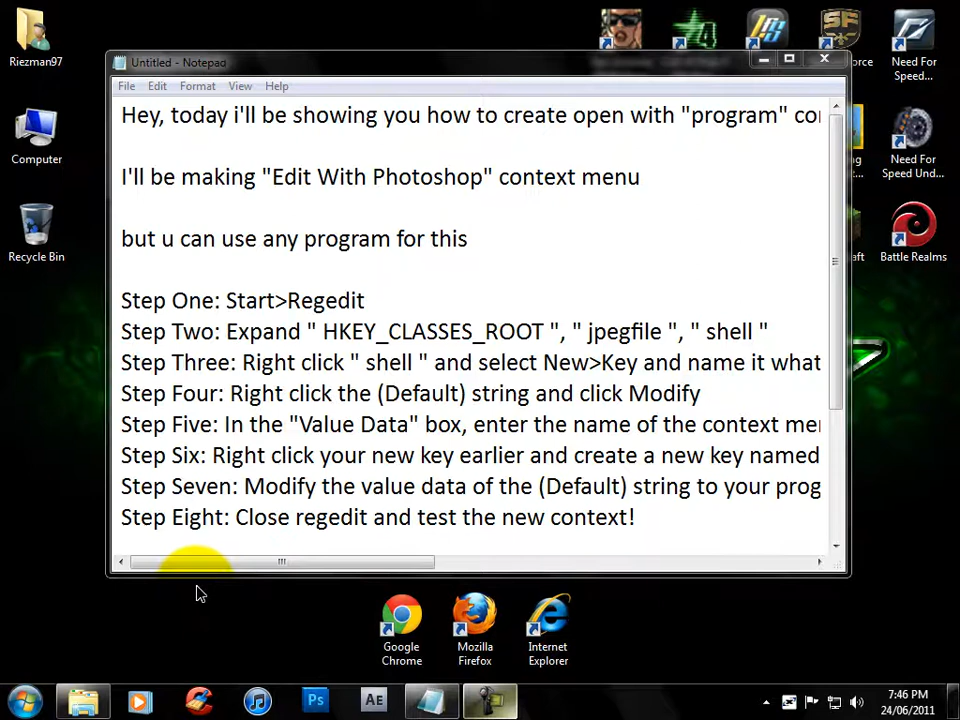 Riezman97
Computer
Recycle Bin
Need For
Speed...
Need For
Speed Und...
Battle Realms
Untitled - Notepad
File Edit Format View Help
Hey, today i'll be showing you how to create open with "program"
I'll be making "Edit With Photoshop" context menu
but u can use any program for this
Step One: Start>Regedit
Step Two: Expand " HKEY_CLASSES_ROOT ", " jpegfile ", " shell "
Step Three: Right click " shell " and select New>Key and name it what
Step Four: Right click the (Default) string and click Modify
Step Five: In the "Value Data" box, enter the name of the context
Step Six: Right click your new key earlier and create a new key named
Step Seven: Modify the value data of the (Default) string to your
Step Eight: Close regedit and test the new context!
Google
Chrome
Mozilla
Firefox
Internet
Explorer
Ps
Ae
7:46 PM
24/06/2011